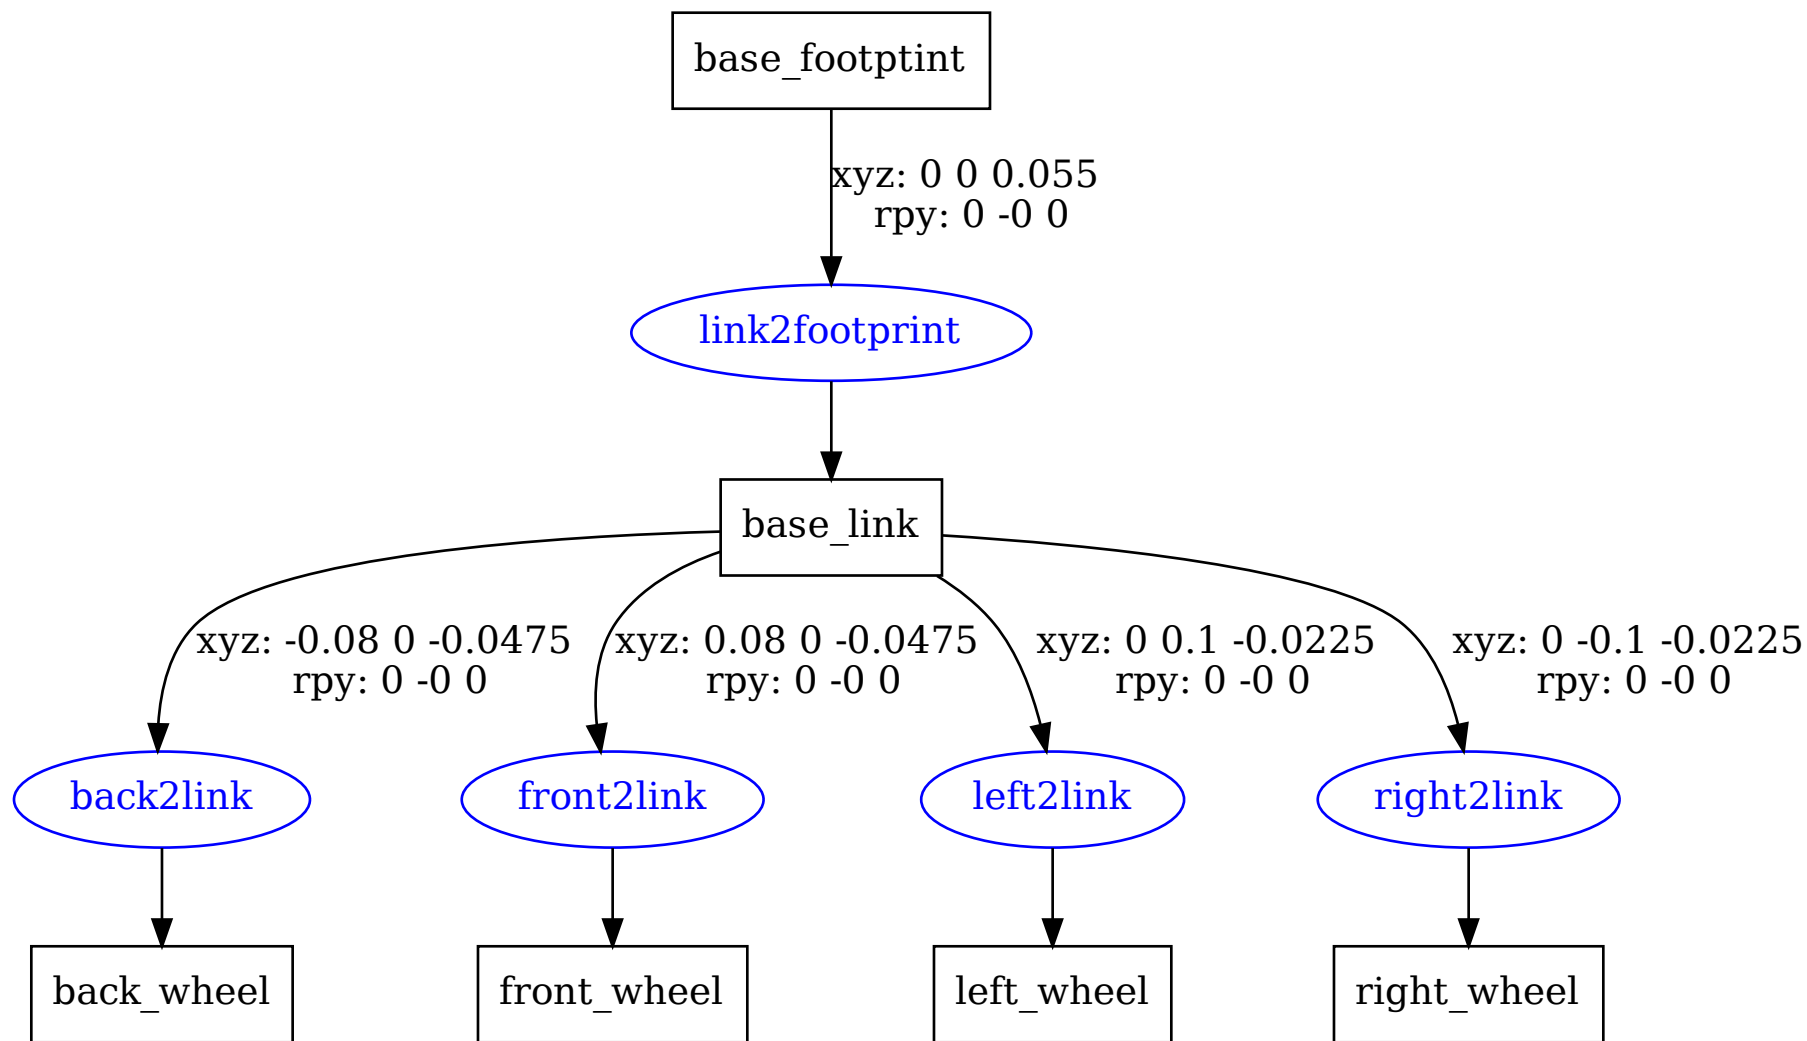 base_footptint
xyz: 0 0 0.055
rpy: 0 -0 0
link2footprint
base_link
xyz: -0.08 0 -0.0475
rpy: 0 -0 0
xyz: 0.08 0 -0.0475
rpy: 0 -0 0
xyz: 0 0.1 -0.0225
rpy: 0 -0 0
xyz: 0 -0.1 -0.0225
rpy: 0 -0 0
back2link
front2link
left2link
right2link
back_wheel
front_wheel
left_wheel
right_wheel